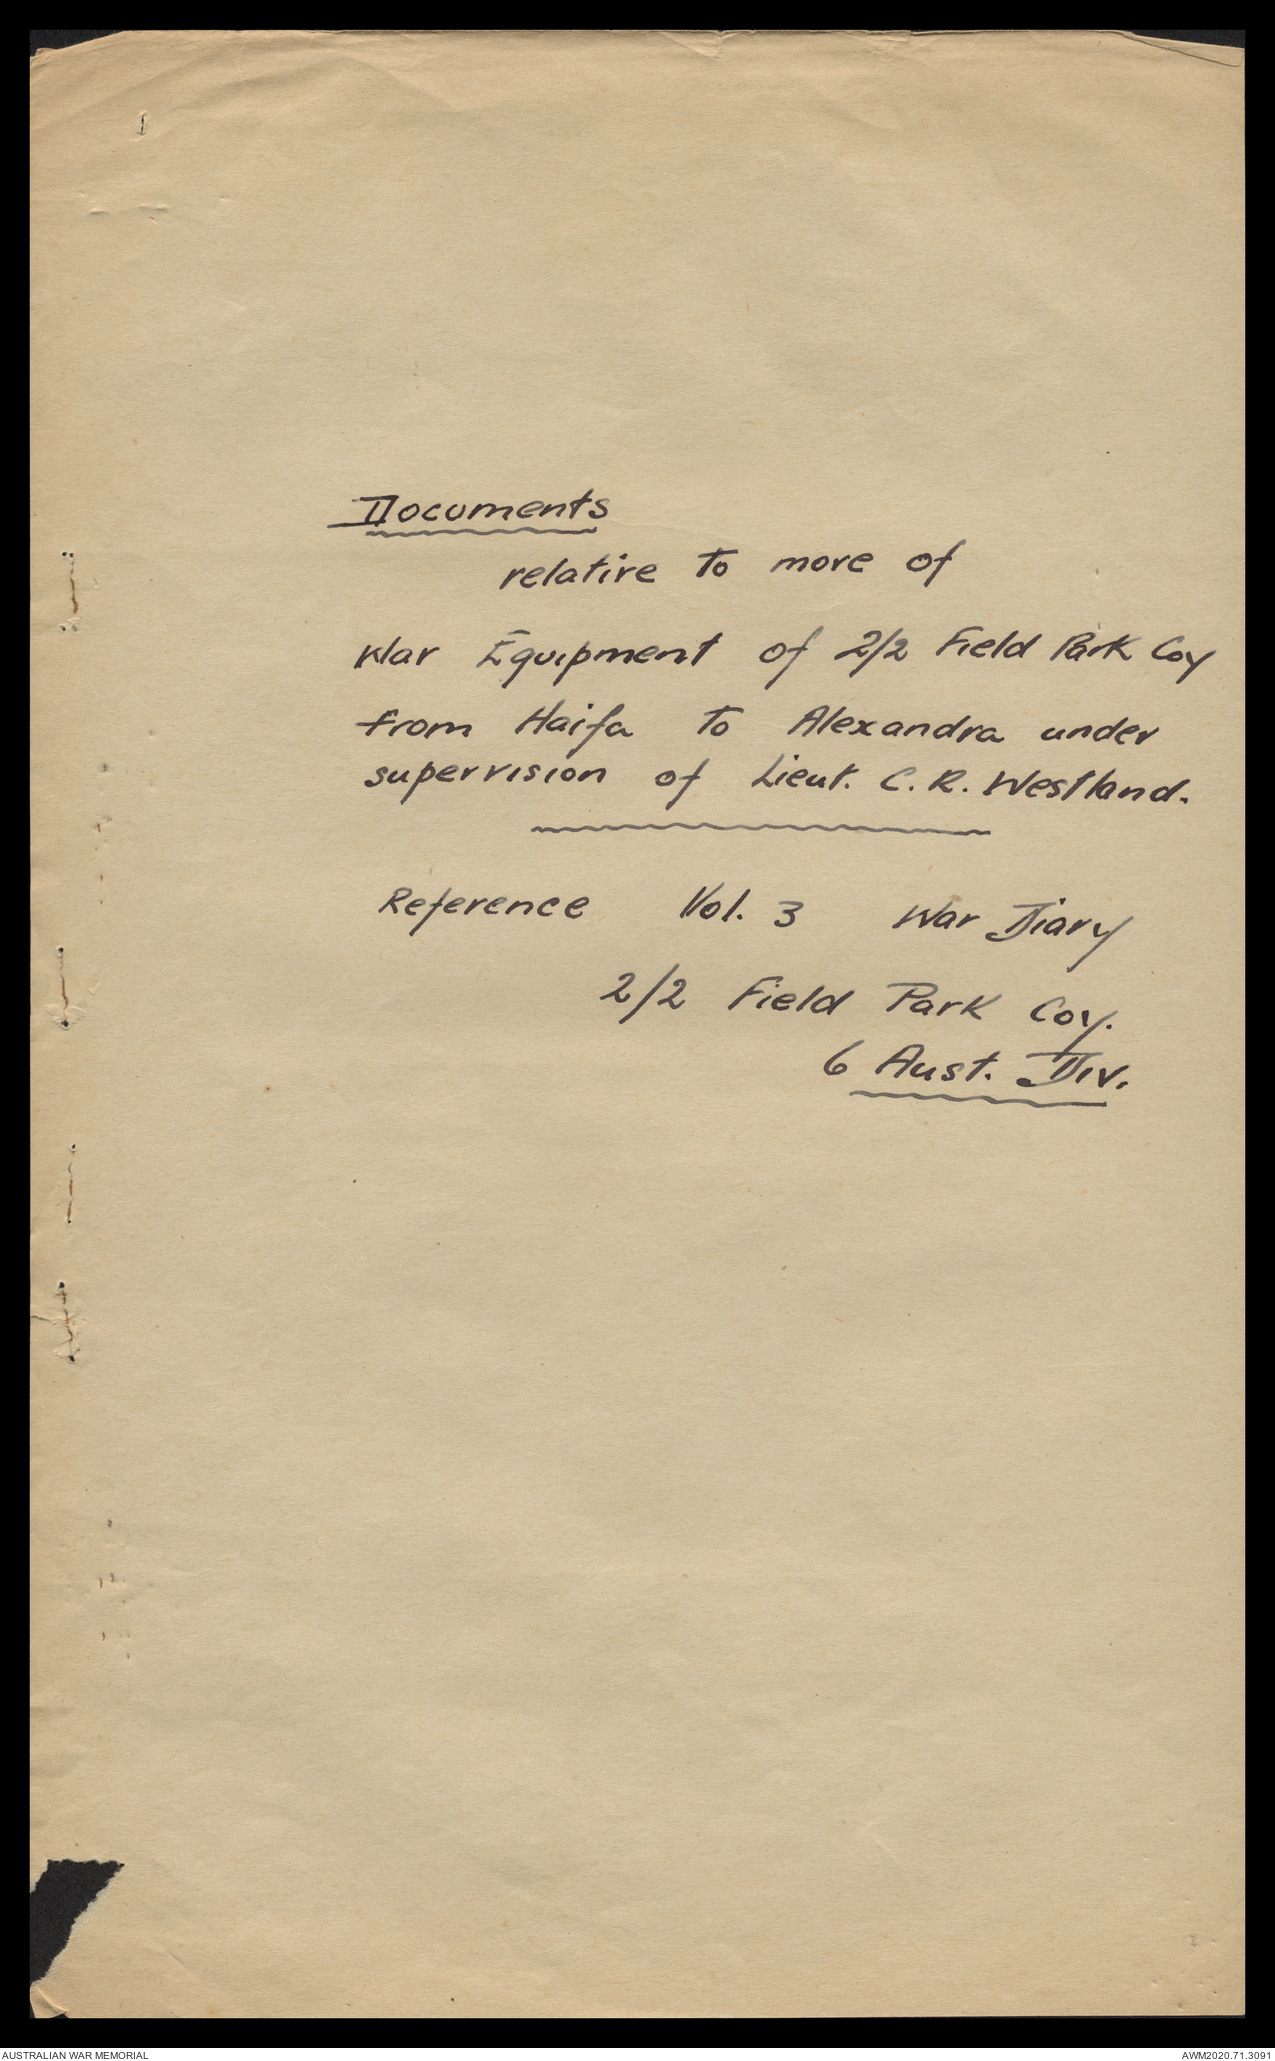 Documents
relative to more of
War Equipment of 2/2 Field Park Coy
from Haifa to Alexandra under
supervision of Lieut. C. R. Westland.
Reference Vol. 3 War Diary
2/2 Field Park Coy.
6 Aust. Div.
AUSTRALIAN WAR MEMORIAL AWM2020.71.3091